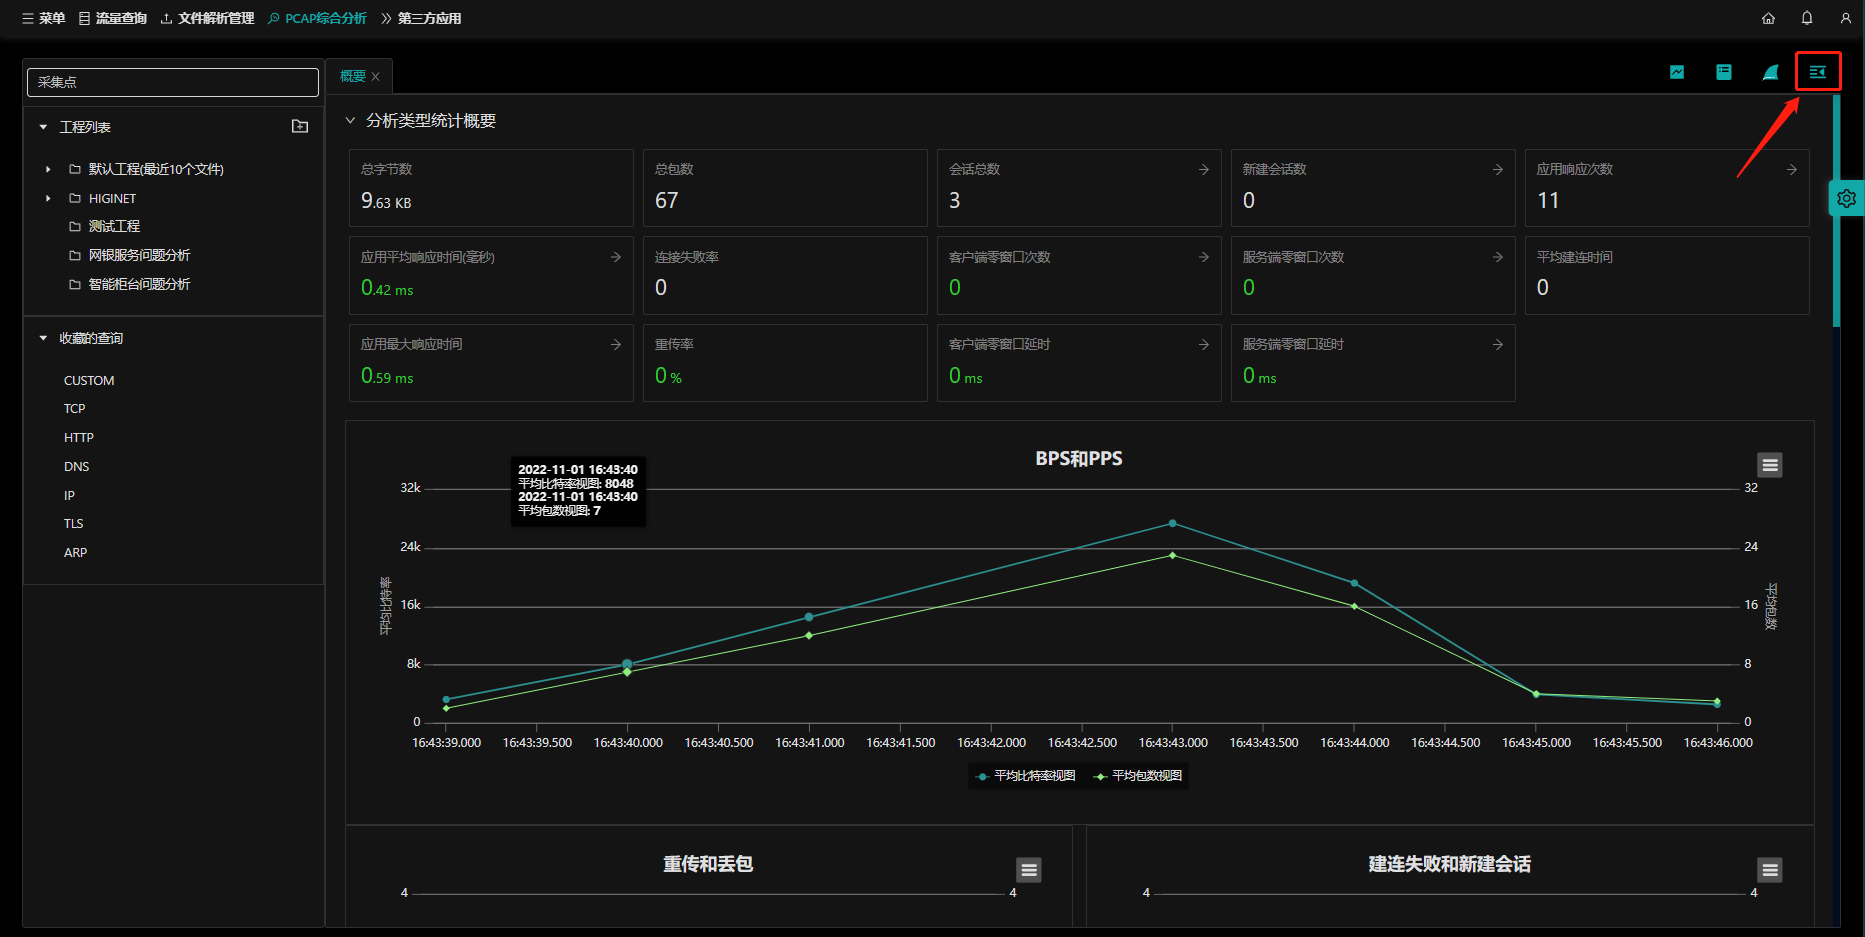 菜单 流量查询 文件解析管理 PCAP综合分析 第三方应用
采集点
工程列表
默认工程(最近10个文件)
HIGINET
测试工程
网银服务问题分析
智能柜台问题分析
收藏的查询
CUSTOM
TCP
HTTP
DNS
IP
TLS
ARP
概要
分析类型统计概要
总字节数
9.63 KB
总包数
67
会话总数
3
新建会话数
0
应用响应次数
11
应用平均响应时间(毫秒)
0.42 ms
连接失败率
0
客户端零窗口次数
0
服务端零窗口次数
0
平均建连时间
0
应用最大响应时间
0.59 ms
重传率
0 %
客户端零窗口延时
0 ms
服务端零窗口延时
0 ms
BPS和PPS
2022-11-01 16:43:40
平均比特率视图: 8048
2022-11-01 16:43:40
平均包数视图: 7
平均比特率
32k
24k
16k
8k
0
32
24
16
8
0
平均包数
16:43:39.000 16:43:39.500 16:43:40.000 16:43:40.500 16:43:41.000 16:43:41.500 16:43:42.000 16:43:42.500 16:43:43.000 16:43:43.500 16:43:44.000 16:43:44.500 16:43:45.000 16:43:45.500 16:43:46.000
平均比特率视图 平均包数视图
重传和丢包
4 4
建连失败和新建会话
4 4